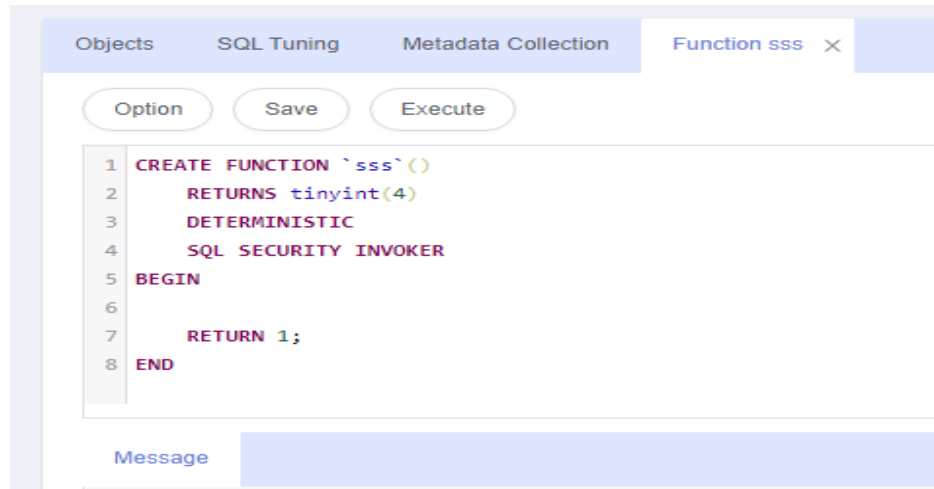 Objects SQL Tuning Metadata Collection Function sss ×
Option Save Execute
1 CREATE FUNCTION `sss`()
2 RETURNS tinyint(4)
3 DETERMINISTIC
4 SQL SECURITY INVOKER
5 BEGIN
6
7 RETURN 1;
8 END
Message